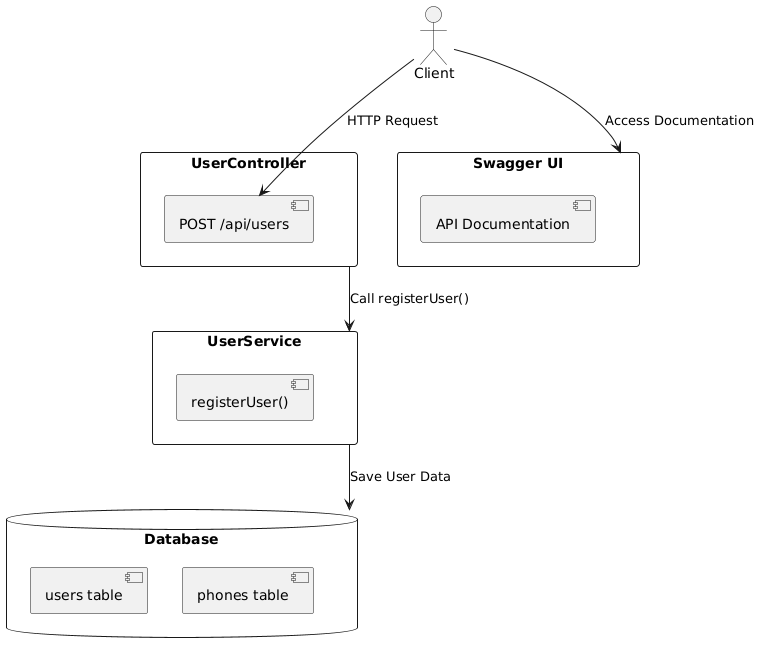 Client
HTTP Request
Access Documentation
UserController
Swagger UI
POST /api/users
API Documentation
Call registerUser()
UserService
registerUser()
Save User Data
Database
users table
phones table